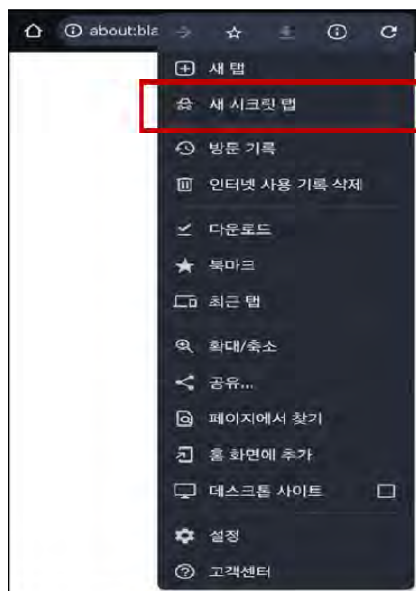 about:bla
새 탭
새 시크릿 탭
방문 기록
인터넷 사용 기록 삭제
다운로드
북마크
최근 탭
확대/축소
공유...
페이지에서 찾기
홈 화면에 추가
데스크톱 사이트
설정
고객센터